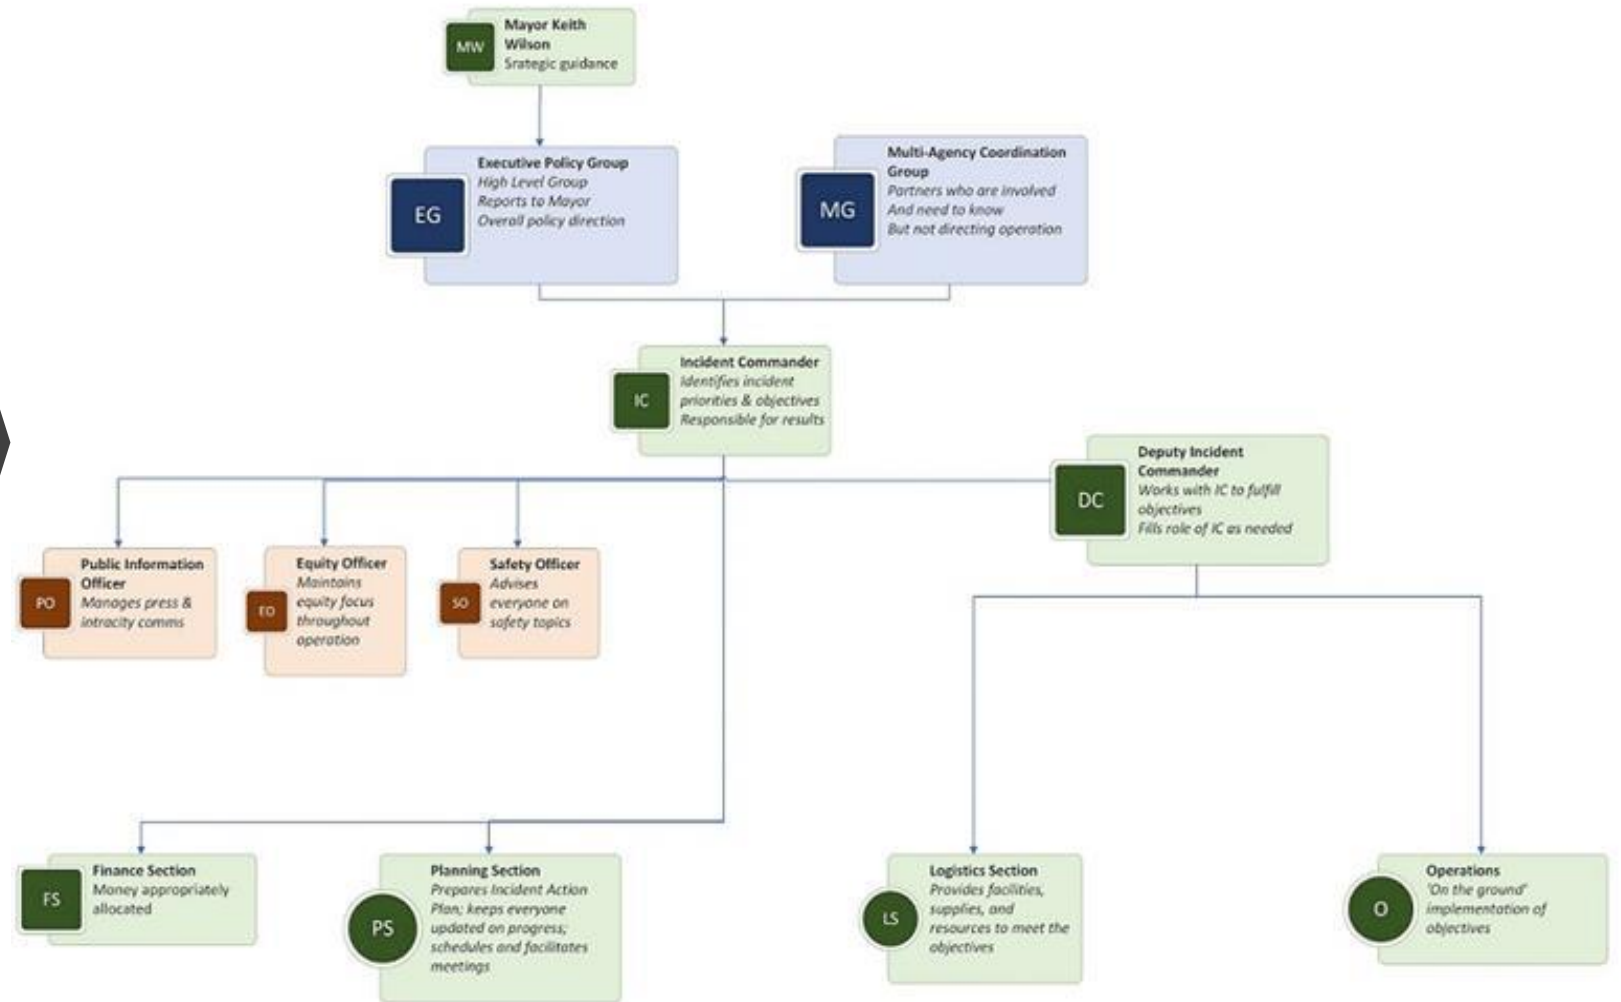 MW
Mayor Keith
Wilson
Srategic guidance
EG
Executive Policy Group
High Level Group
Reports to Mayor
Overall policy direction
MG
Multi-Agency Coordination
Group
Partners who are involved
And need to know
But not directing operation
IC
Incident Commander
Identifies incident
priorities & objectives
Responsible for results
DC
Deputy Incident
Commander
Works with IC to fulfill
objectives
Fills role of IC as needed
PO
Public Information
Officer
Manages press &
intracity comms
EO
Equity Officer
Maintains
equity focus
throughout
operation
SO
Safety Officer
Advises
everyone on
safety topics
FS
Finance Section
Money appropriately
allocated
PS
Planning Section
Prepares Incident Action
Plan; keeps everyone
updated on progress;
schedules and facilitates
meetings
LS
Logistics Section
Provides facilities,
supplies, and
resources to meet the
objectives
O
Operations
'On the ground'
implementation of
objectives